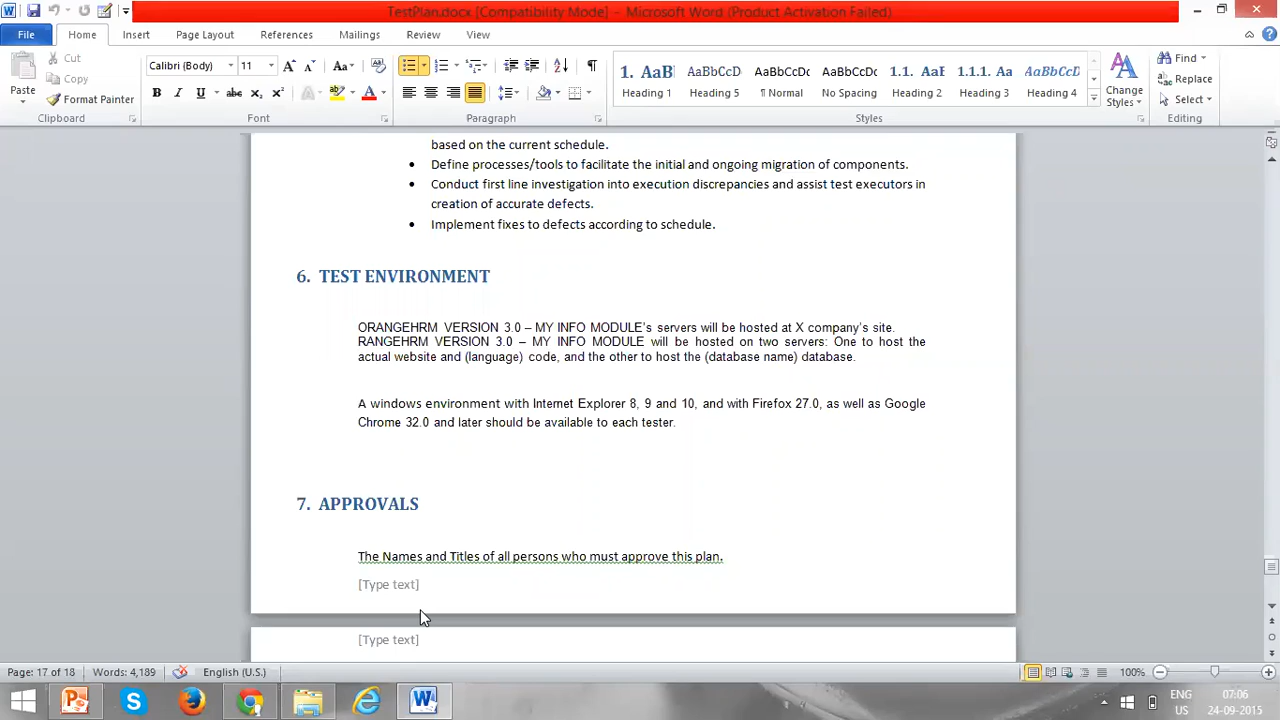 TestPlan.docx [Compatibility Mode] - Microsoft Word (Product Activation Failed)
File Home Insert Page Layout References Mailings Review View
Paste
Cut
Copy
Format Painter
Clipboard
Calibri (Body) 11
Font
Paragraph
1. AaBl AaBbCcD AaBbCcDc AaBbCcDc 1.1. AaE 1.1.1. Aa AaBbCcD
Heading 1 Heading 5 ¶ Normal No Spacing Heading 2 Heading 3 Heading 4
Styles
Change Styles
Find
Replace
Select
Editing
based on the current schedule.
• Define processes/tools to facilitate the initial and ongoing migration of components.
• Conduct first line investigation into execution discrepancies and assist test executors in
creation of accurate defects.
• Implement fixes to defects according to schedule.
6. TEST ENVIRONMENT
ORANGEHRM VERSION 3.0 – MY INFO MODULE's servers will be hosted at X company's site.
RANGEHRM VERSION 3.0 – MY INFO MODULE will be hosted on two servers: One to host the
actual website and (language) code, and the other to host the (database name) database.
A windows environment with Internet Explorer 8, 9 and 10, and with Firefox 27.0, as well as Google
Chrome 32.0 and later should be available to each tester.
7. APPROVALS
The Names and Titles of all persons who must approve this plan.
[Type text]
[Type text]
Page: 17 of 18 Words: 4,189 English (U.S.) 100%
ENG 07:06
US 24-09-2015